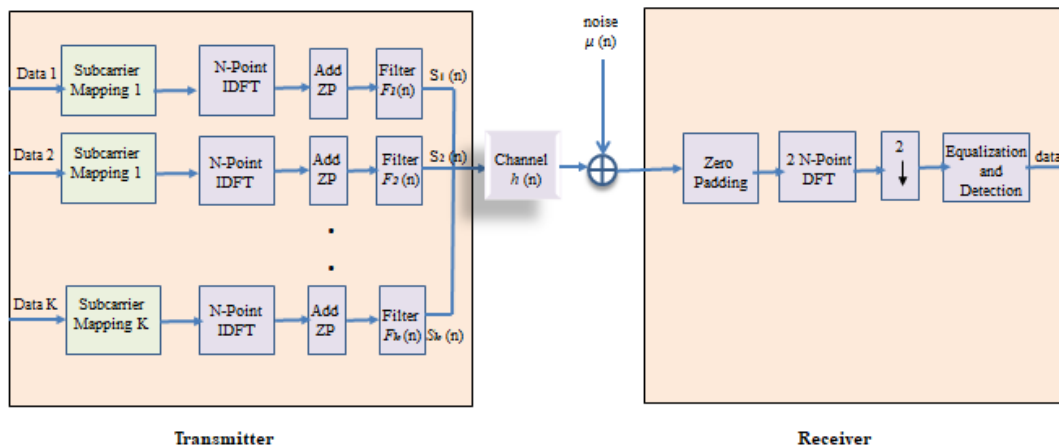 noise
μ (n)
Data 1
Subcarrier
Mapping 1
N-Point
IDFT
Add
ZP
Filter
F1(n)
S1 (n)
Data 2
Subcarrier
Mapping 1
N-Point
IDFT
Add
ZP
Filter
F2(n)
S2 (n)
Channel
h (n)
Zero
Padding
2 N-Point
DFT
2
↓
Equalization
and
Detection
data
Data K
Subcarrier
Mapping K
N-Point
IDFT
Add
ZP
Filter
Fk(n)
Sk (n)
Transmitter
Receiver